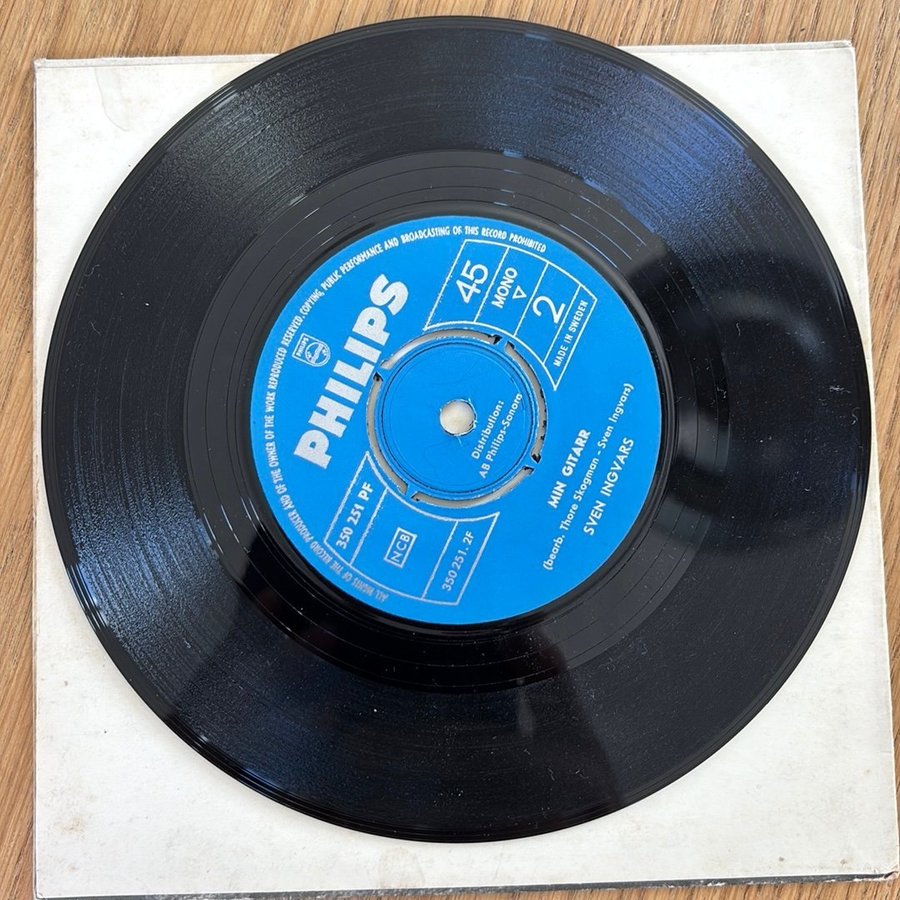 ALL RIGHTS OF THE RECORD PRODUCER AND OF THE OWNER OF THE WORK REPRODUCED RESERVED. COPYING, PUBLIC PERFORMANCE AND BROADCASTING OF THIS RECORD PROHIBITED
PHILIPS
PHILIPS
45
MONO
2
MADE IN SWEDEN
Distribution:
AB Philips-Sonora
350 251 PF
NCB
350 251.2F
MIN GITARR
(bearb. Thore Skogman - Sven Ingvars)
SVEN INGVARS